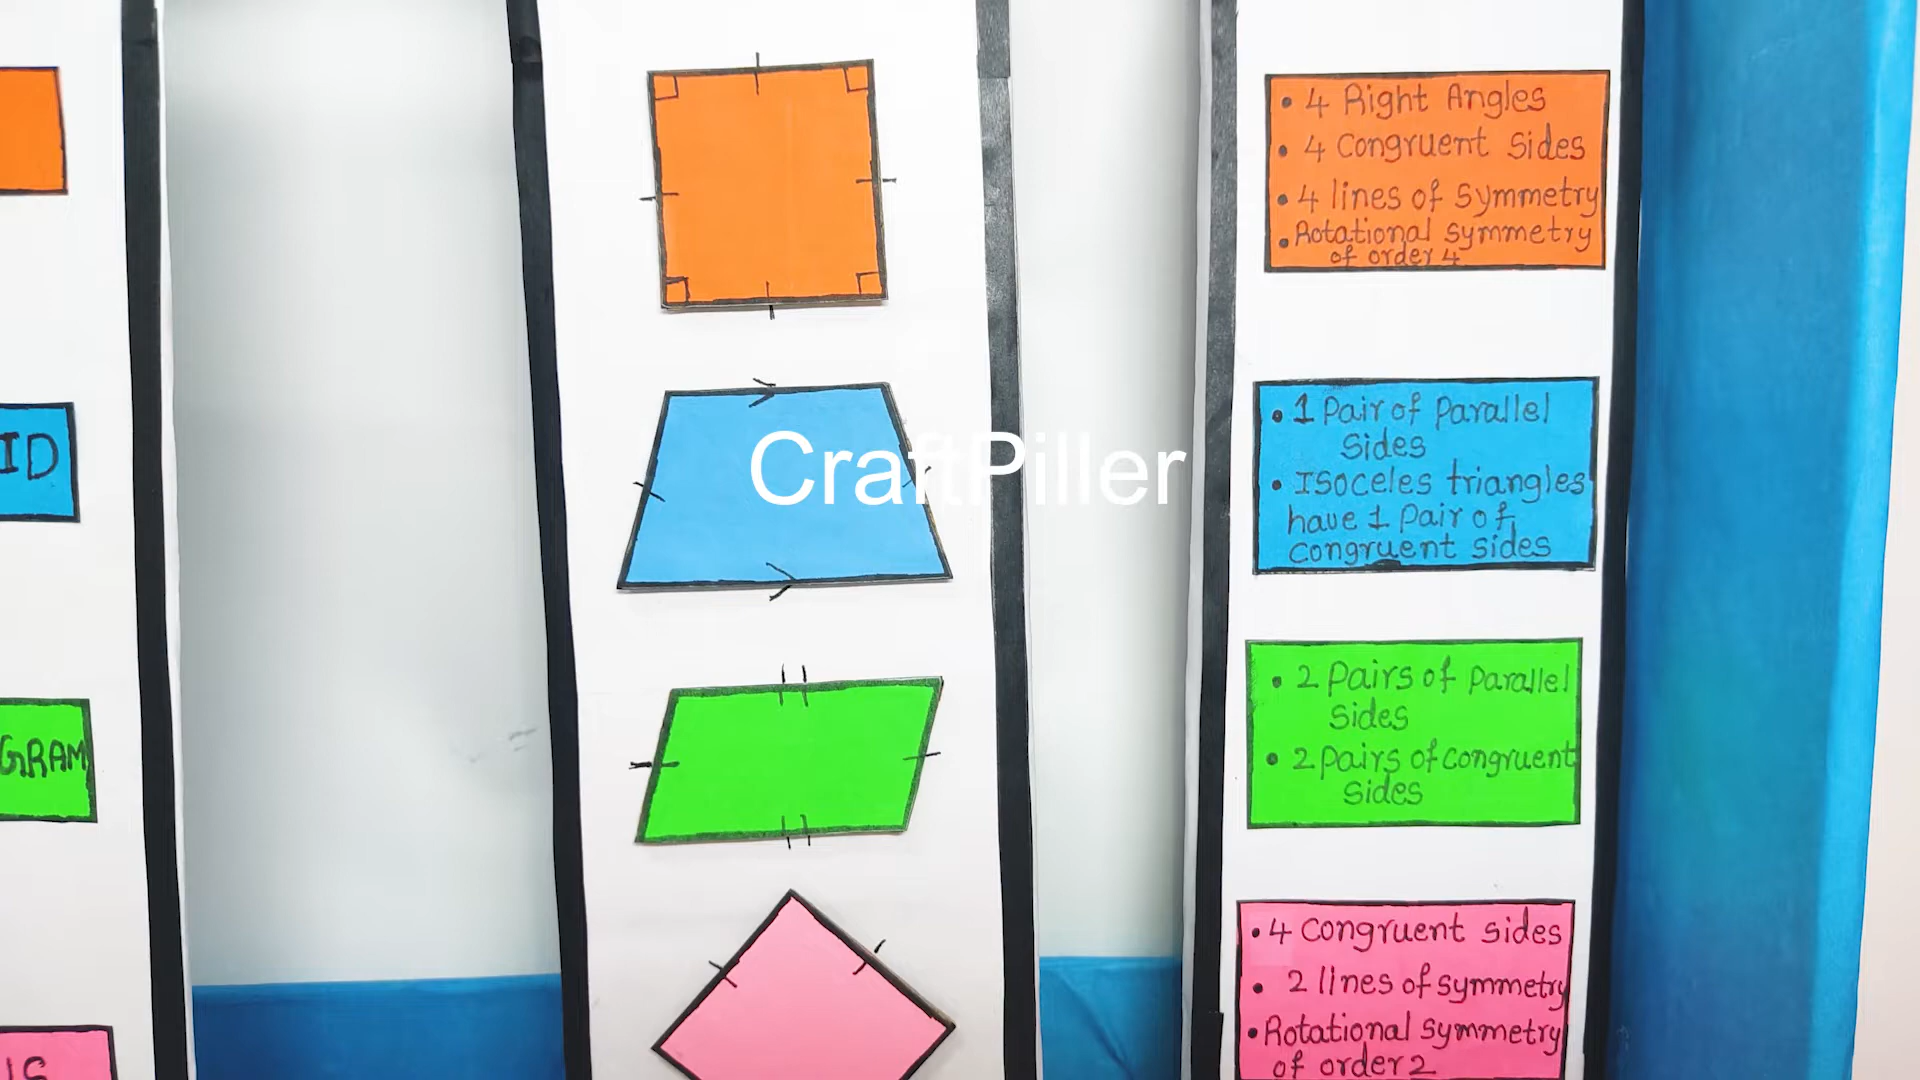 • 4 Right Angles
• 4 Congruent Sides
• 4 lines of Symmetry
• Rotational symmetry
of order 4
ID
CraftPiller
• 1 Pair of Parallel
Sides
• Isoceles triangles
have 1 Pair of
congruent sides
GRAM
• 2 Pairs of Parallel
Sides
• 2 Pairs of congruent
sides
• 4 Congruent sides
• 2 lines of symmetry
• Rotational symmetry
of order 2
US